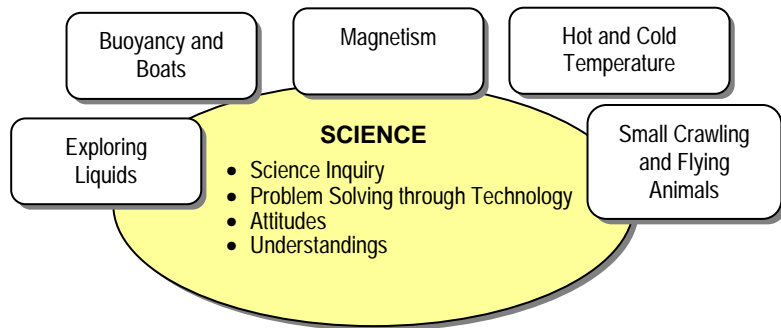 Buoyancy and
Boats
Magnetism
Hot and Cold
Temperature
Exploring
Liquids
Small Crawling
and Flying
Animals
SCIENCE
• Science Inquiry
• Problem Solving through Technology
• Attitudes
• Understandings